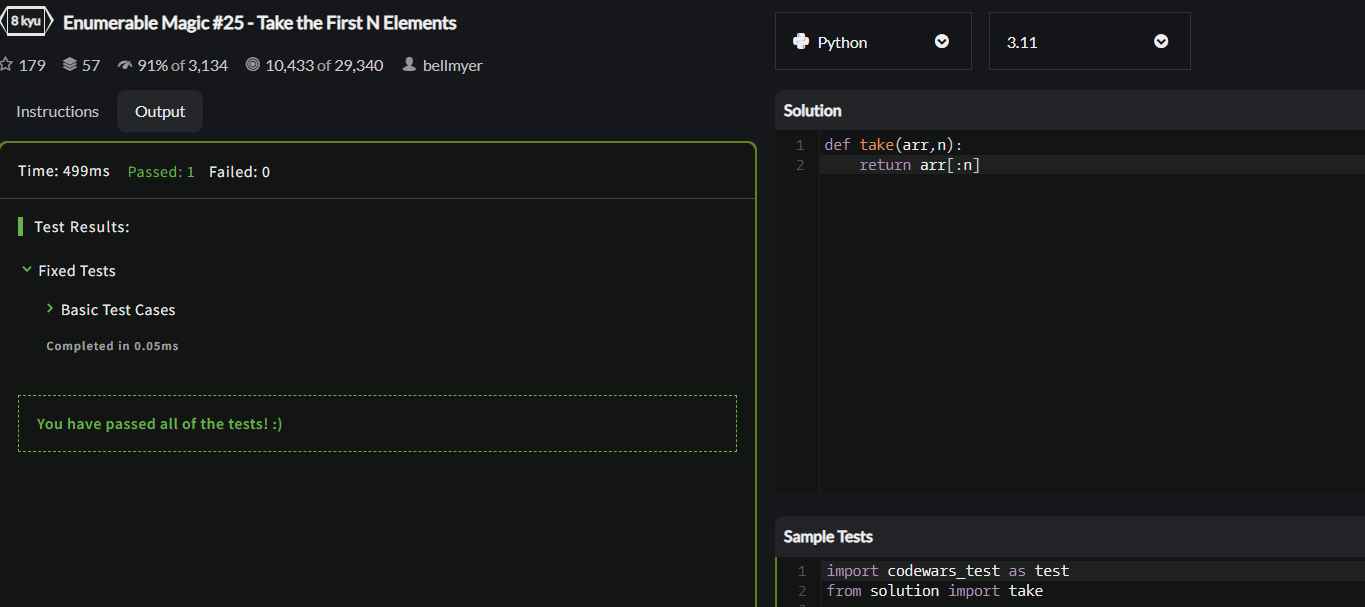 8 kyu Enumerable Magic #25 - Take the First N Elements
179 57 91% of 3,134 10,433 of 29,340 bellmyer
Instructions Output
Time: 499ms Passed: 1 Failed: 0
Test Results:
Fixed Tests
Basic Test Cases
Completed in 0.05ms
You have passed all of the tests! :)
Python 3.11
Solution
1 def take(arr,n):
2     return arr[:n]
Sample Tests
1 import codewars_test as test
2 from solution import take